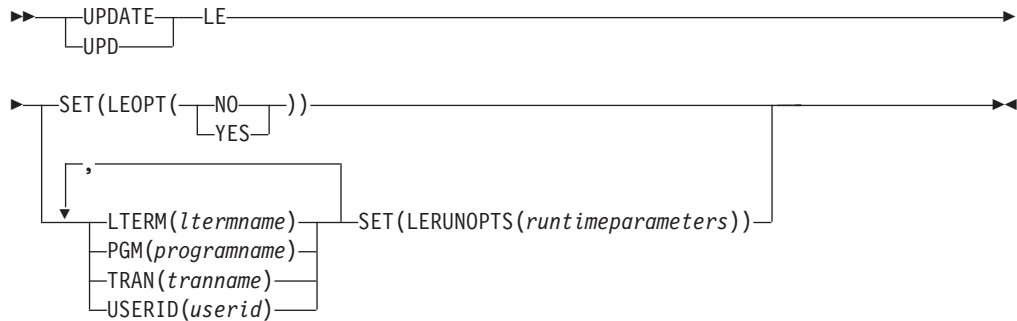 UPDATE LE
UPD
SET(LEOPT( NO ))
YES
,
LTERM(ltermname) SET(LERUNOPTS(runtimeparameters))
PGM(programname)
TRAN(tranname)
USERID(userid)